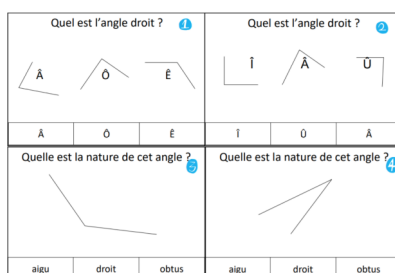 Quel est l'angle droit ? 1
Â Ô Ê
Â Ô Ê
Quel est l'angle droit ? 2
Î Â Û
Î Û Â
Quelle est la nature de cet angle ? 3
aigu droit obtus
Quelle est la nature de cet angle ? 4
aigu droit obtus